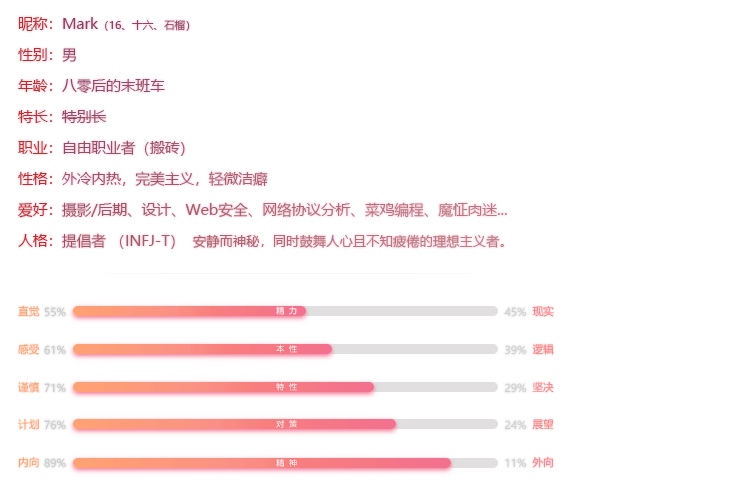 昵称：Mark（16、十六、石榴）
性别：男
年龄：八零后的末班车
特长：特别长
职业：自由职业者（搬砖）
性格：外冷内热，完美主义，轻微洁癖
爱好：摄影/后期、设计、Web安全、网络协议分析、菜鸡编程、魔怔肉迷...
人格：提倡者 （INFJ-T） 安静而神秘，同时鼓舞人心且不知疲倦的理想主义者。
直觉 55% 精 力 45% 现实
感受 61% 本 性 39% 逻辑
谨慎 71% 特 性 29% 坚决
计划 76% 对 策 24% 展望
内向 89% 精 神 11% 外向